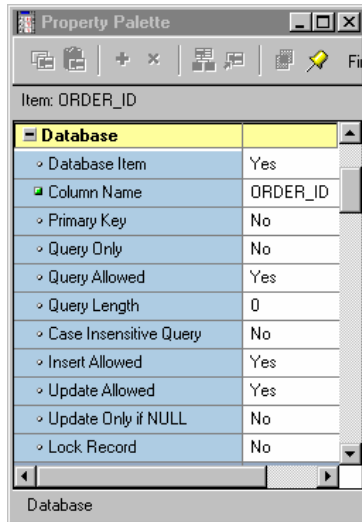 Property Palette
Fi
Item: ORDER_ID
Database
Database Item Yes
Column Name ORDER_ID
Primary Key No
Query Only No
Query Allowed Yes
Query Length 0
Case Insensitive Query No
Insert Allowed Yes
Update Allowed Yes
Update Only if NULL No
Lock Record No
Database